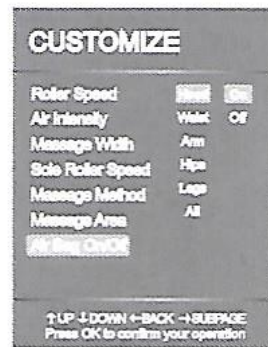 CUSTOMIZE
Roller Speed
Air Intensity Waist Off
Massage Width Arm
Sole Roller Speed Hips
Massage Method Legs
Massage Area All
Air Bag On/Off
↑UP ↓DOWN ←BACK →SUBPAGE
Press OK to confirm your operation